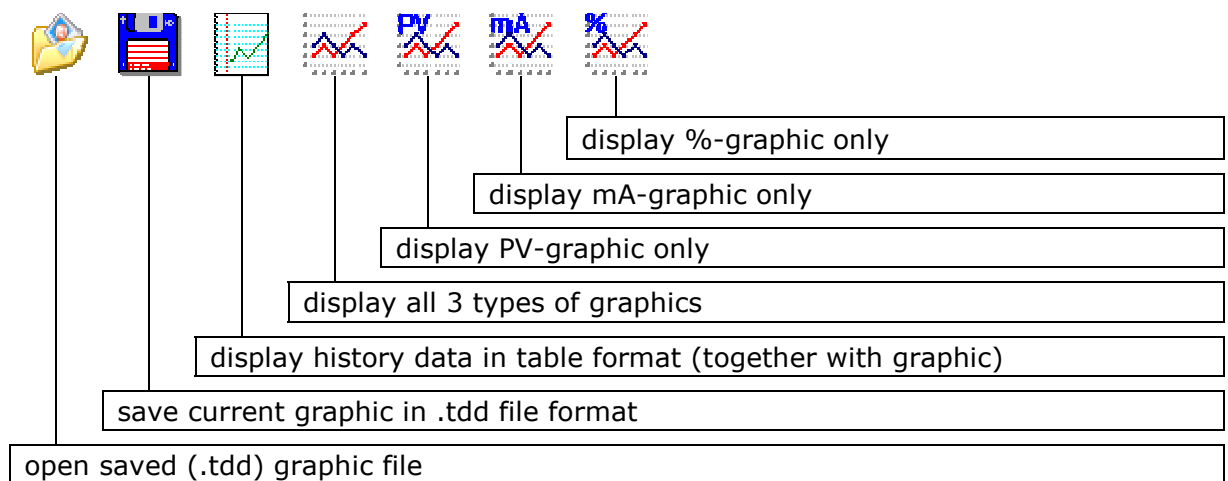 PV mA %
display %-graphic only
display mA-graphic only
display PV-graphic only
display all 3 types of graphics
display history data in table format (together with graphic)
save current graphic in .tdd file format
open saved (.tdd) graphic file